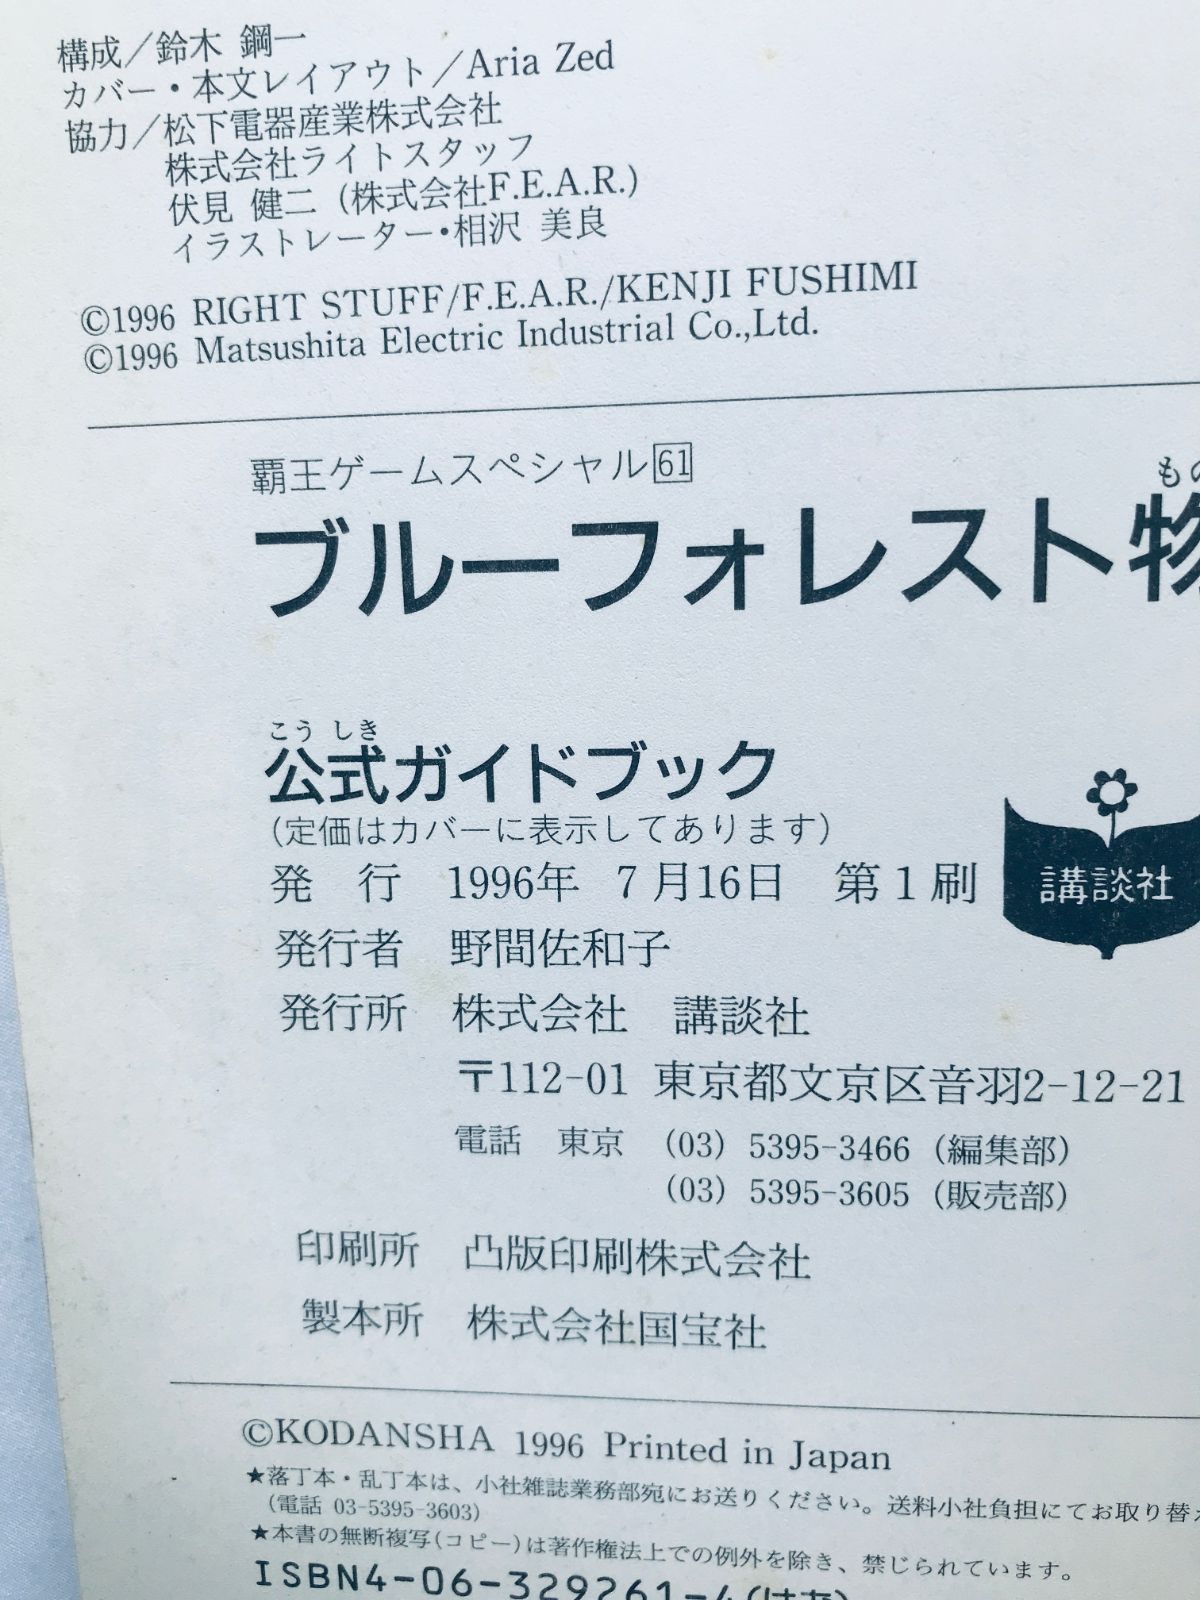 構成／鈴木 鋼一
カバー・本文レイアウト／Aria Zed
協力／松下電器産業株式会社
株式会社ライトスタッフ
伏見 健二 (株式会社F.E.A.R.)
イラストレーター・相沢 美良
©1996 RIGHT STUFF/F.E.A.R./KENJI FUSHIMI
©1996 Matsushita Electric Industrial Co.,Ltd.
覇王ゲームスペシャル61
もの
ブルーフォレスト物
こうしき
公式ガイドブック
(定価はカバーに表示してあります)
発 行 1996年 7月16日 第1刷
講談社
発行者 野間佐和子
発行所 株式会社 講談社
〒112-01 東京都文京区音羽2-12-21
電話 東京 (03) 5395-3466 (編集部)
(03) 5395-3605 (販売部)
印刷所 凸版印刷株式会社
製本所 株式会社国宝社
©KODANSHA 1996 Printed in Japan
★落丁本・乱丁本は、小社雑誌業務部宛にお送りください。送料小社負担にてお取り替え
(電話 03-5395-3603)
★本書の無断複写(コピー)は著作権法上での例外を除き、禁じられています。
ISBN4-06-329261-4